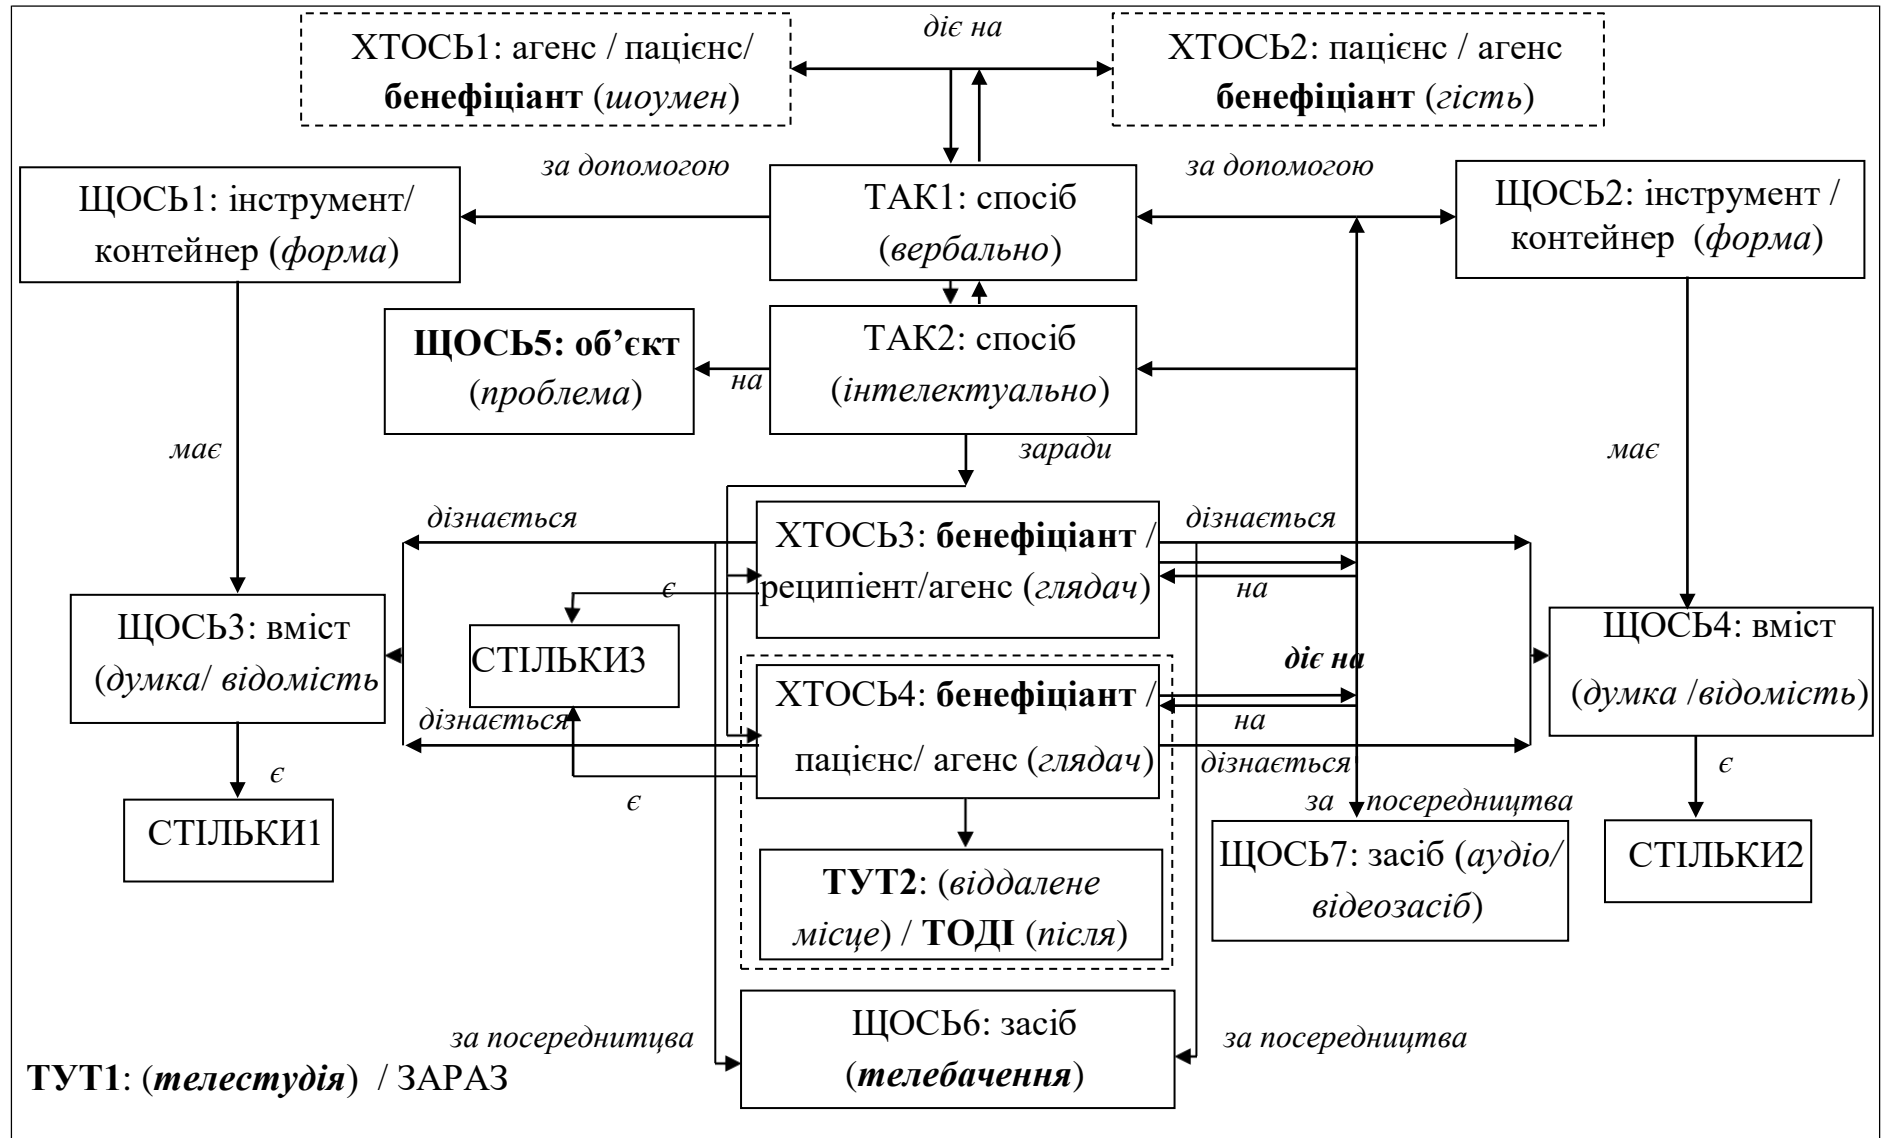 діє на
ХТОСЬ1: агенс / пацієнс/
бенефіціант (шоумен)
ХТОСЬ2: пацієнс / агенс
бенефіціант (гість)
за допомогою
за допомогою
ЩОСЬ1: інструмент/
контейнер (форма)
ТАК1: спосіб
(вербально)
ЩОСЬ2: інструмент /
контейнер (форма)
ЩОСЬ5: об’єкт
(проблема)
на
ТАК2: спосіб
(інтелектуально)
має
заради
має
дізнається
ХТОСЬ3: бенефіціант /
реципієнт/агенс (глядач)
дізнається
є
на
ЩОСЬ3: вміст
(думка/ відомість
СТІЛЬКИ3
діє на
ЩОСЬ4: вміст
(думка /відомість)
дізнається
ХТОСЬ4: бенефіціант /
пацієнс/ агенс (глядач)
на
дізнається
є
є
є
за посередництва
СТІЛЬКИ1
ТУТ2: (віддалене
місце) / ТОДІ (після)
ЩОСЬ7: засіб (аудіо/
відеозасіб)
СТІЛЬКИ2
за посереднитцва
ЩОСЬ6: засіб
(телебачення)
за посередництва
ТУТ1: (телестудія) / ЗАРАЗ